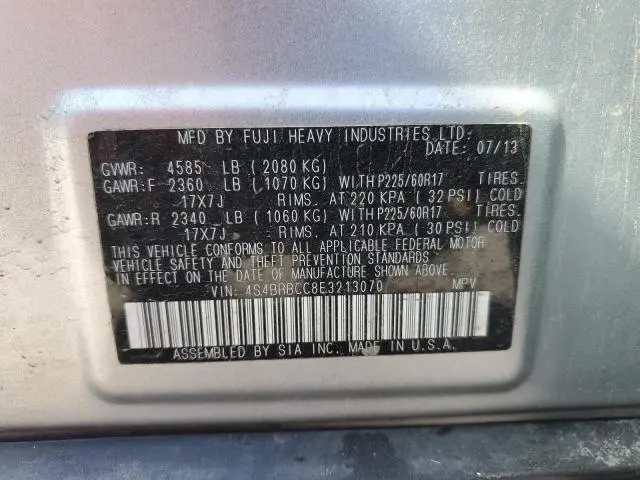 MFD BY FUJI HEAVY INDUSTRIES LTD.
DATE: 07/13
GVWR: 4585 LB (2080 KG)
GAWR:F 2360 LB (1070 KG) WITH P225/60R17 TIRES.
17X7J RIMS. AT 220 KPA (32 PSI) COLD
GAWR:R 2340 LB (1060 KG) WITH P225/60R17 TIRES.
17X7J RIMS. AT 210 KPA (30 PSI) COLD
THIS VEHICLE CONFORMS TO ALL APPLICABLE FEDERAL MOTOR
VEHICLE SAFETY AND THEFT PREVENTION STANDARDS
IN EFFECT ON THE DATE OF MANUFACTURE SHOWN ABOVE.
VIN: 4S4BRBCC8E3213070 MPV
ASSEMBLED BY SIA INC. MADE IN U.S.A.